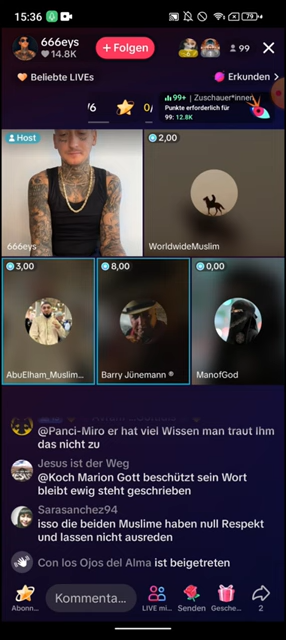 15:36
79
666eys
14.8K
+ Folgen
99
Beliebte LIVEs
Erkunden >
/6
0/
99+ | Zuschauer*innen
Punkte erforderlich für
99: 12.8K
Host
2,00
666eys
WorldwideMuslim
3,00
8,00
0,00
AbuElham_Muslim...
Barry Jünemann
ManofGod
@Panci-Miro er hat viel Wissen man traut ihm
das nicht zu
Jesus ist der Weg
@Koch Marion Gott beschützt sein Wort
bleibt ewig steht geschrieben
Sarasanchez94
isso die beiden Muslime haben null Respekt
und lassen nicht ausreden
Con los Ojos del Alma ist beigetreten
Kommenta...
Abonn...
LIVE mi...
Senden
Gesche...
2